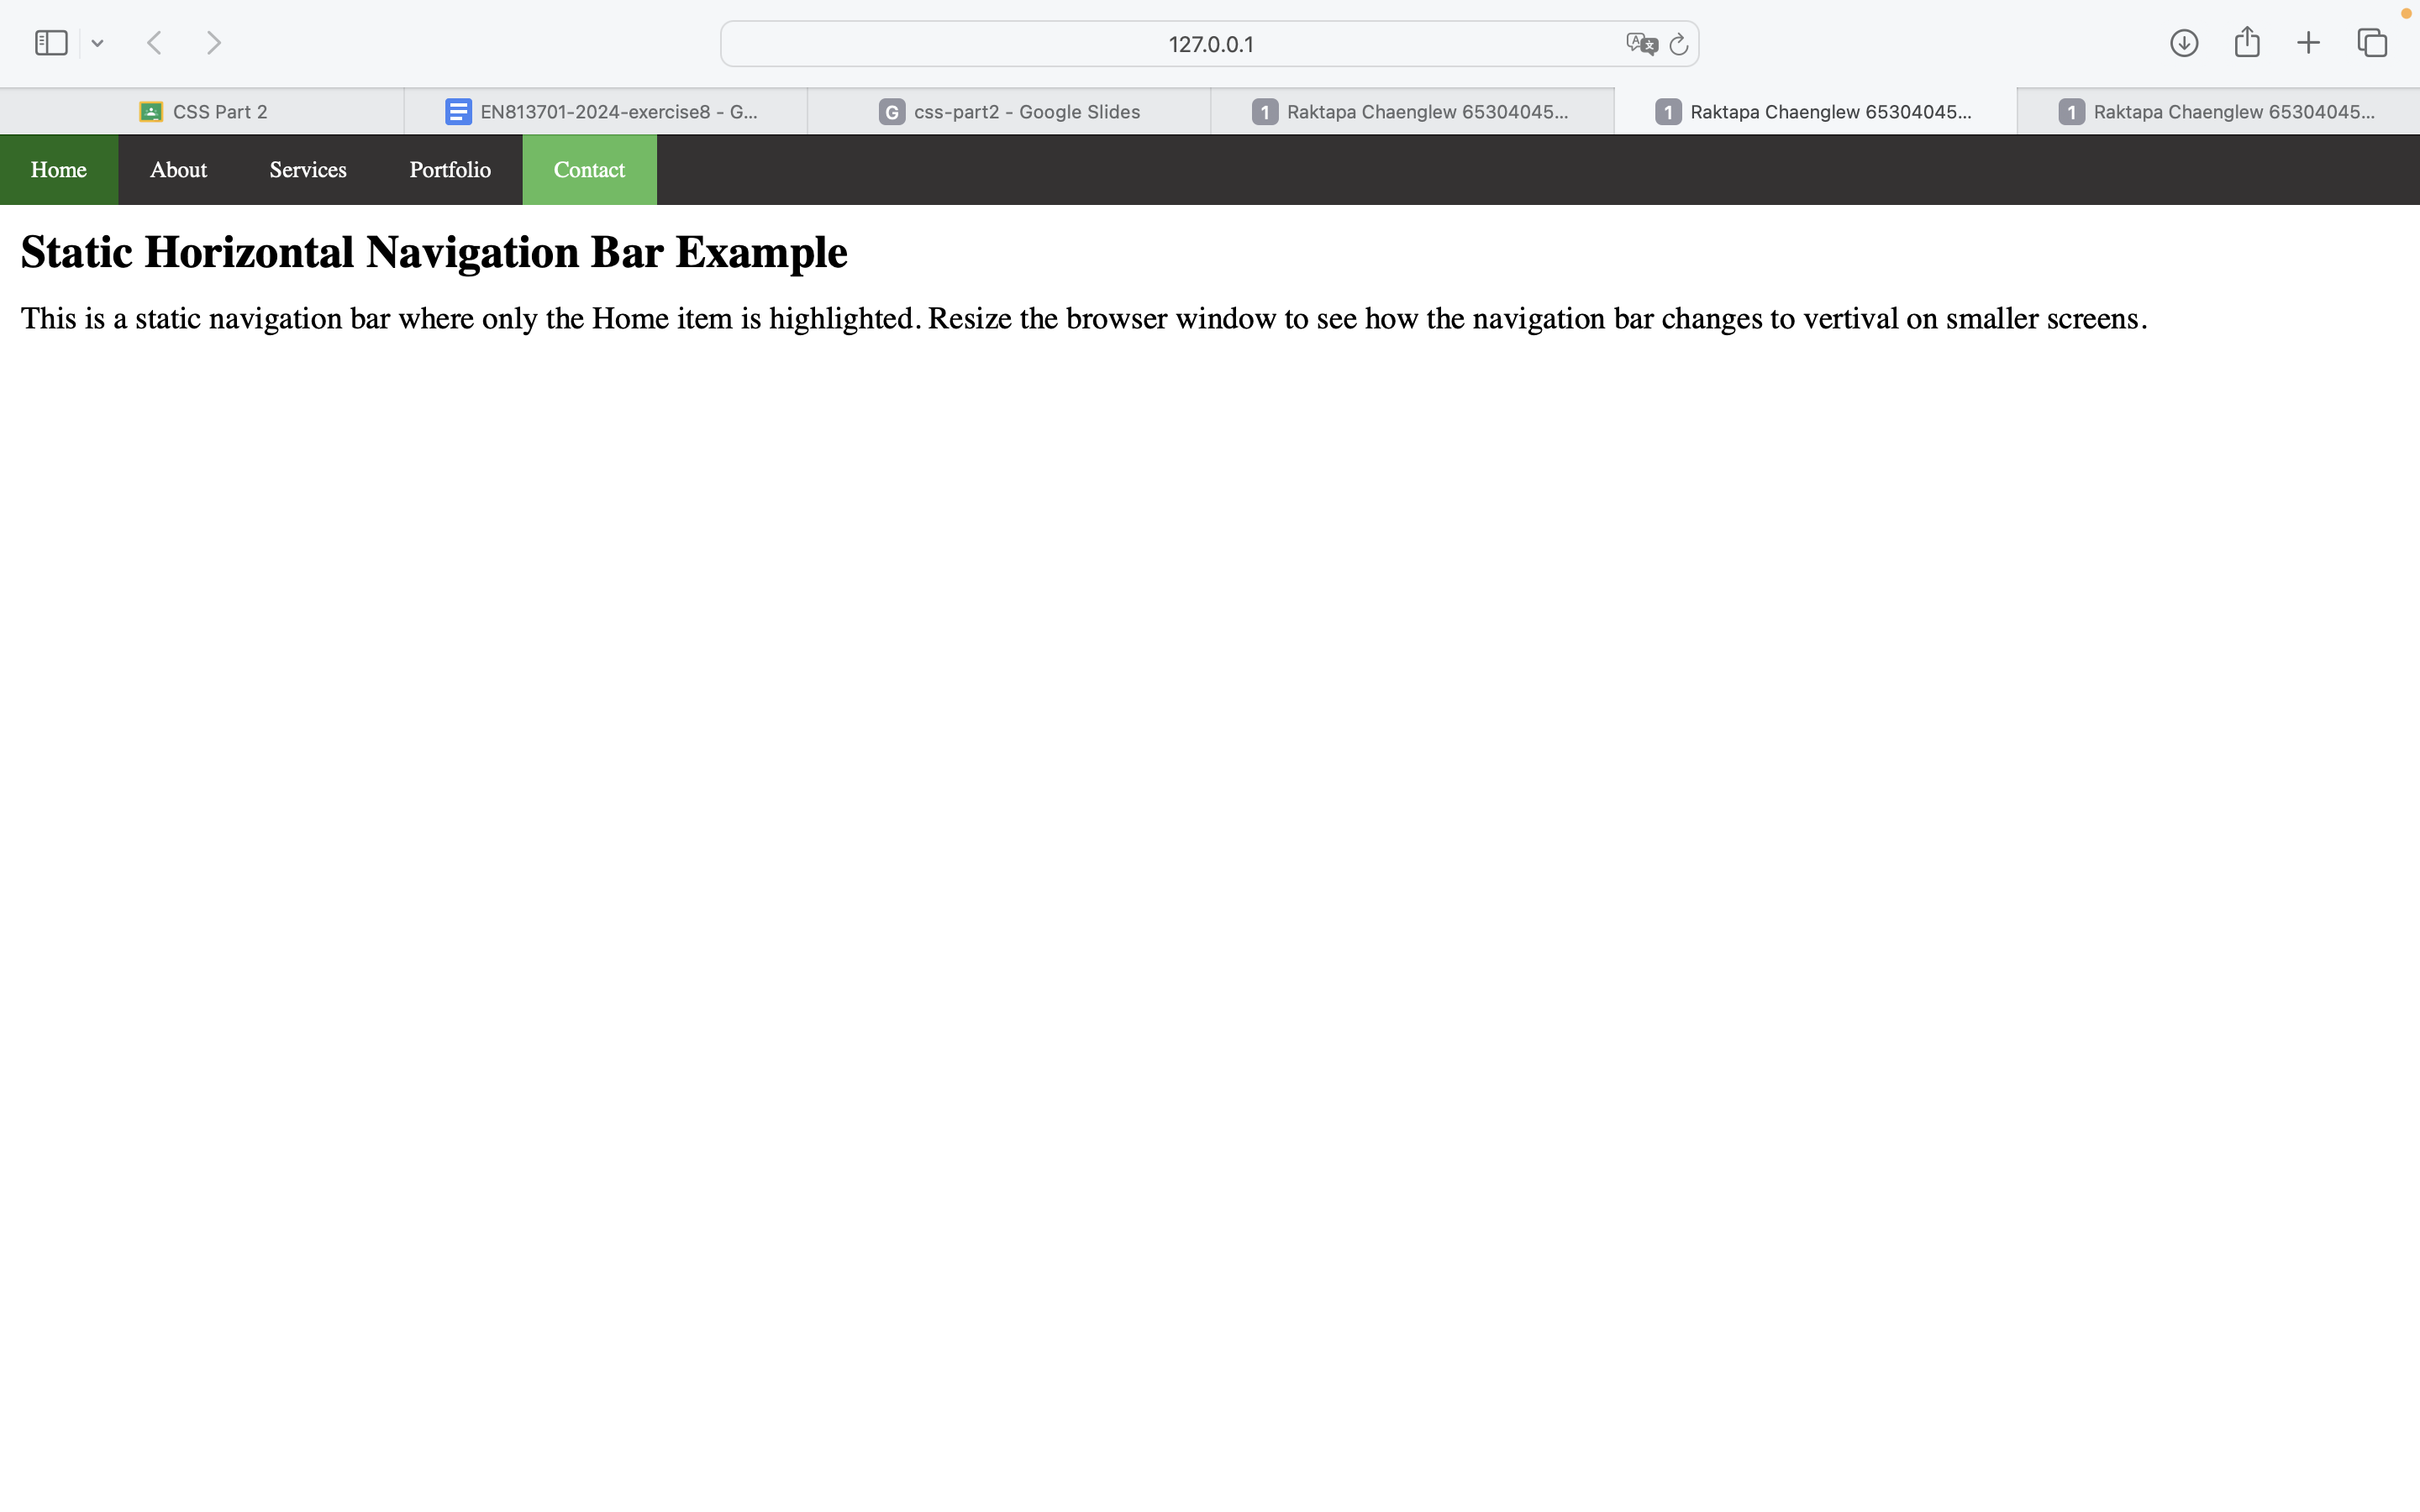 127.0.0.1
CSS Part 2
EN813701-2024-exercise8 - G...
G css-part2 - Google Slides
1 Raktapa Chaenglew 65304045...
1 Raktapa Chaenglew 65304045...
1 Raktapa Chaenglew 65304045...
Home About Services Portfolio Contact
Static Horizontal Navigation Bar Example
This is a static navigation bar where only the Home item is highlighted. Resize the browser window to see how the navigation bar changes to vertival on smaller screens.